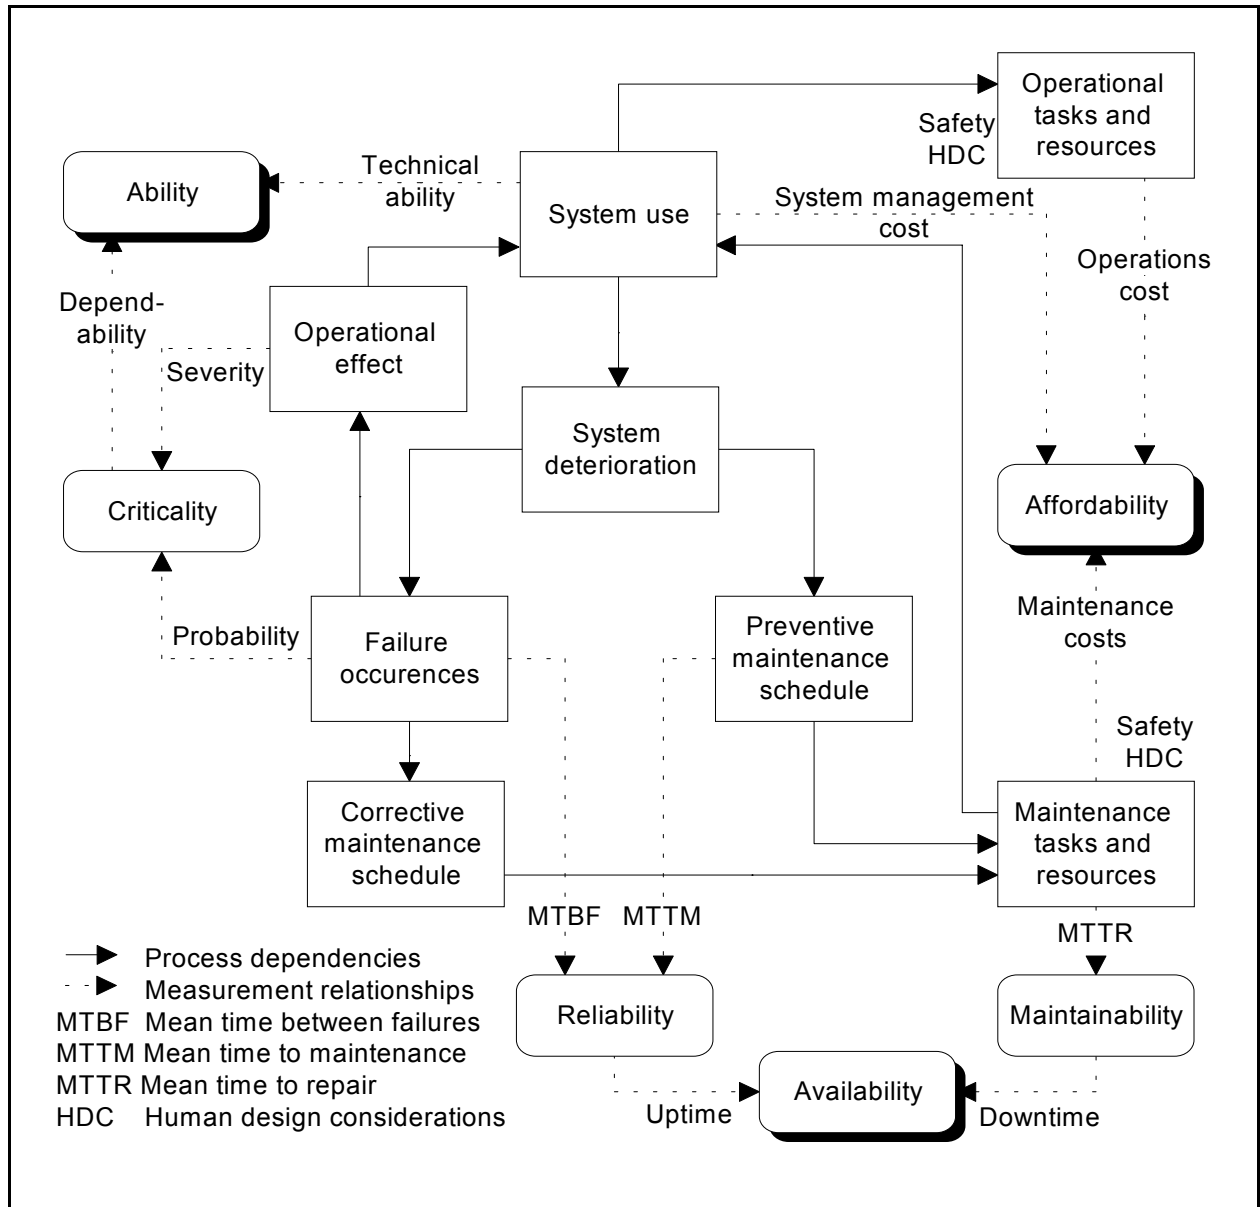 Operational
tasks and
resources
Safety
HDC
Technical
ability
Ability
System use
System management
cost
Operations
cost
Depend-
ability
Operational
effect
Severity
System
deterioration
Criticality
Affordability
Probability
Failure
occurences
Preventive
maintenance
schedule
Maintenance
costs
Safety
HDC
Corrective
maintenance
schedule
Maintenance
tasks and
resources
MTBF
MTTM
MTTR
Process dependencies
Measurement relationships
MTBF Mean time between failures
MTTM Mean time to maintenance
MTTR Mean time to repair
HDC Human design considerations
Reliability
Maintainability
Availability
Uptime
Downtime